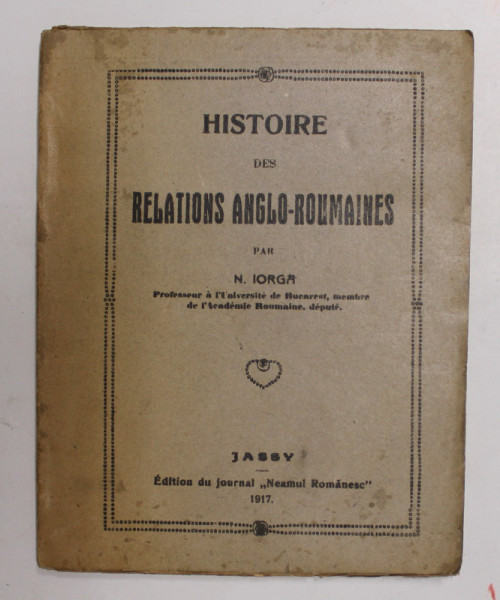 HISTOIRE
DES
RELATIONS ANGLO-ROUMAINES
PAR
N. IORGA
Professeur à l'Université de Bucarest, membre
de l'Académie Roumaine, député.
JASSY
Édition du journal „Neamul Românesc"
1917.